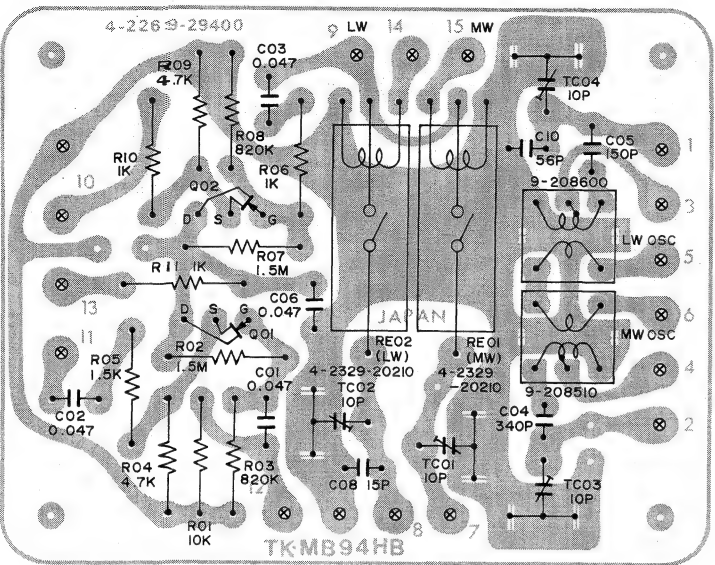 4-22619-29400
9 LW 14 15 MW
R09
4.7K
C03
0.047
TC04
10P
R08
820K
R10
1K
R06
1K
C10
56P
C05
150P
1
10
Q02
D S G
9-208600
3
R07
1.5M
LW OSC
5
R11 1K
13
C06
0.047
JAPAN
6
D S G
Q01
11
R02
1.5M
RE02
(LW)
4-2329-20210
RE01
(MW)
4-2329
-20210
MW OSC
R05
1.5K
C01
0.047
TC02
10P
9-208510
4
C02
0.047
C04
340P
2
R04
4.7K
R03
820K
12
C08 15P
TC01
10P
TC03
10P
R01
10K
8 7
TK-MB94HB